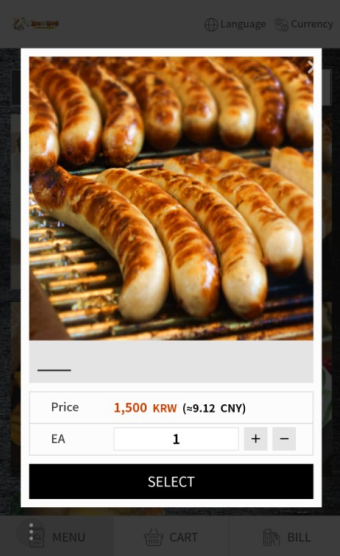 Language
Currency
Price 1,500 KRW (≈9.12 CNY)
EA 1 + −
SELECT
MENU
CART
BILL